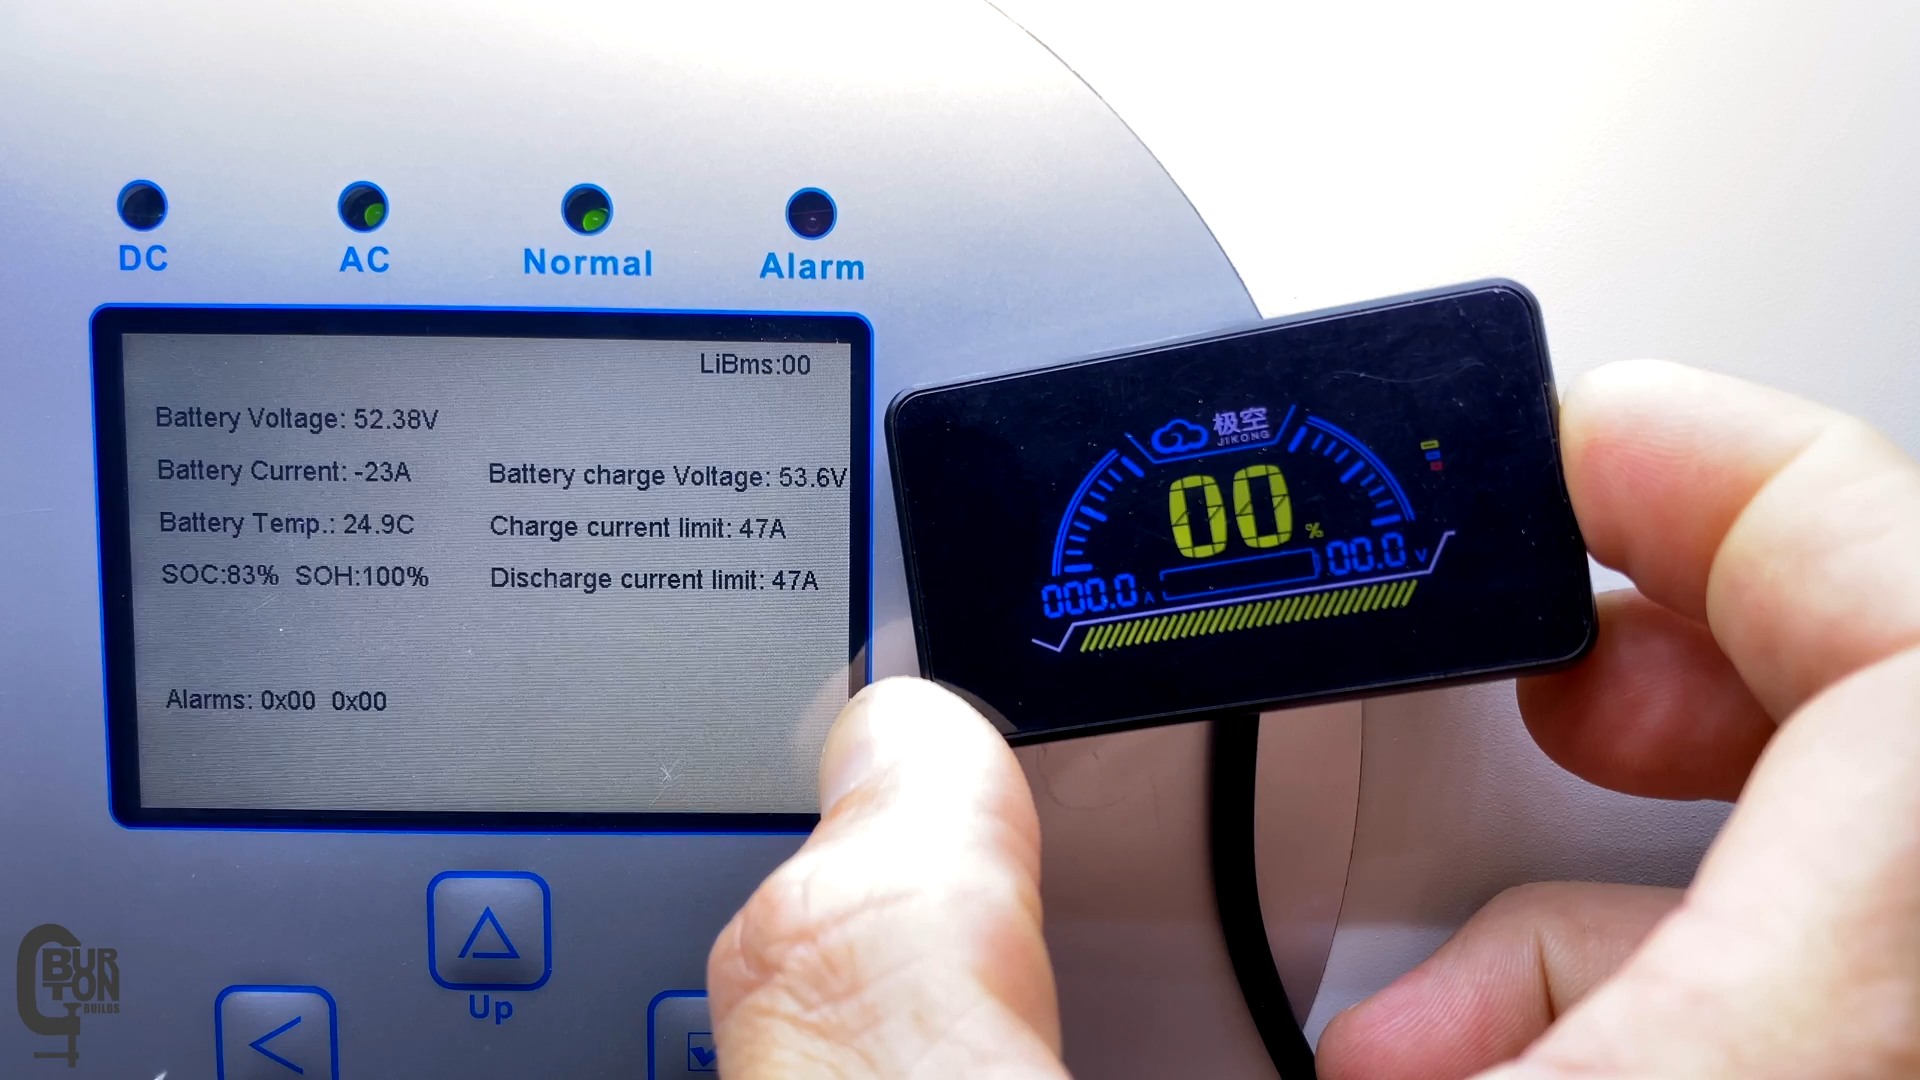 DC AC Normal Alarm
LiBms:00
Battery Voltage: 52.38V
Battery Current: -23A Battery charge Voltage: 53.6V
Battery Temp.: 24.9C Charge current limit: 47A
SOC:83% SOH:100% Discharge current limit: 47A
Alarms: 0x00 0x00
极空
JIKONG
00%
000.0A 00.0V
Up
BURTON
BUILDS